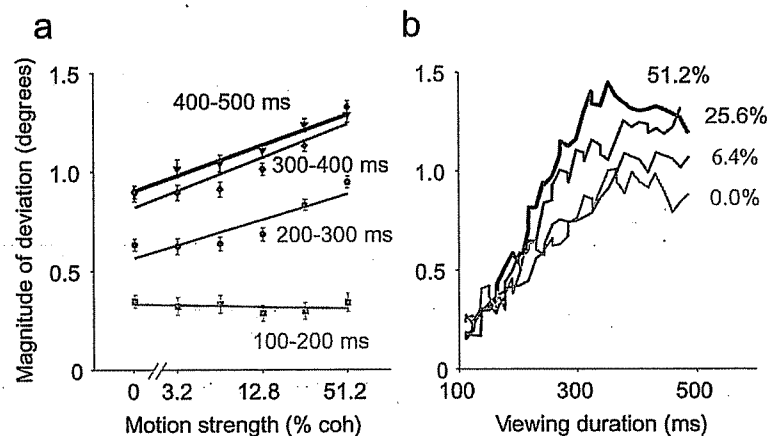 a
Magnitude of deviation (degrees)
1.5
1.0
0.5
0
400-500 ms
300-400 ms
200-300 ms
100-200 ms
0 3.2 12.8 51.2
Motion strength (% coh)
b
1.5
1.0
0.5
0
51.2%
25.6%
6.4%
0.0%
100 300 500
Viewing duration (ms)